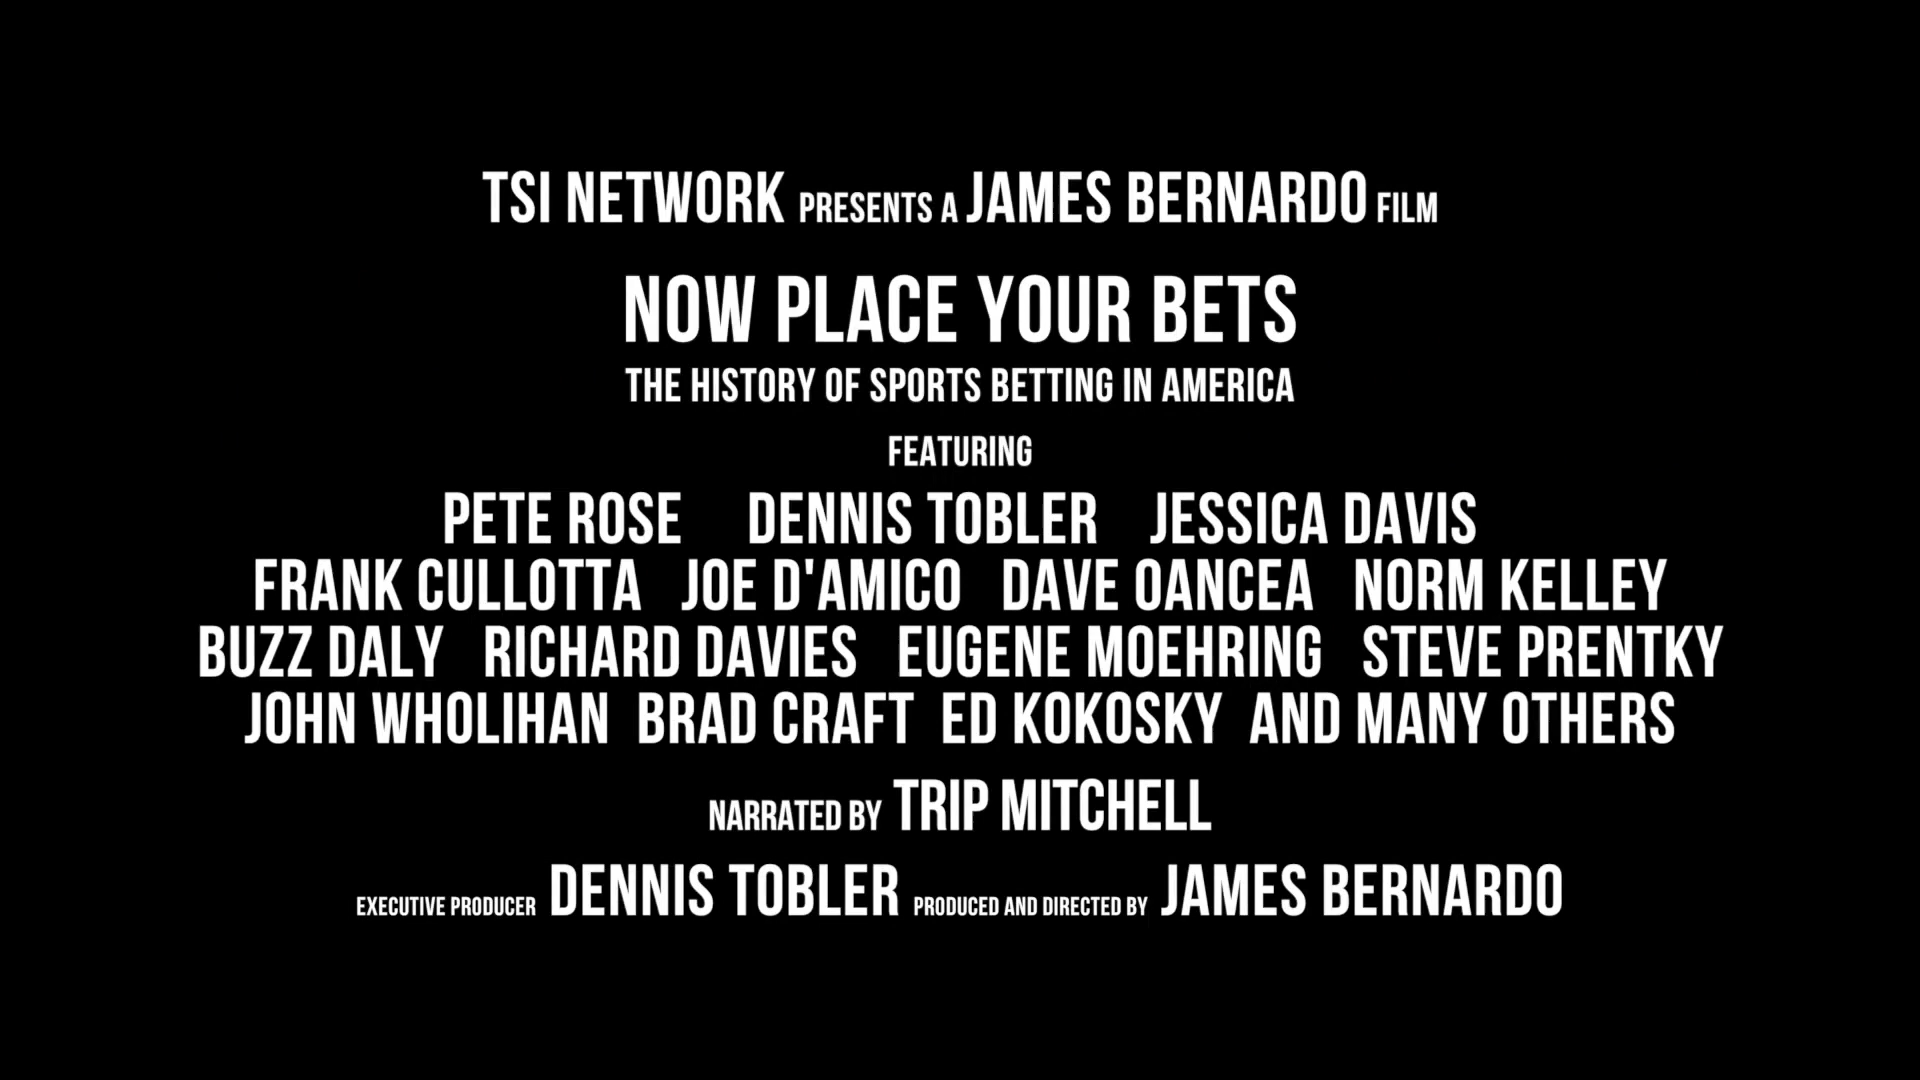 TSI NETWORK PRESENTS A JAMES BERNARDO FILM
NOW PLACE YOUR BETS
THE HISTORY OF SPORTS BETTING IN AMERICA
FEATURING
PETE ROSE DENNIS TOBLER JESSICA DAVIS
FRANK CULLOTTA JOE D'AMICO DAVE OANCEA NORM KELLEY
BUZZ DALY RICHARD DAVIES EUGENE MOEHRING STEVE PRENTKY
JOHN WHOLIHAN BRAD CRAFT ED KOKOSKY AND MANY OTHERS
NARRATED BY TRIP MITCHELL
EXECUTIVE PRODUCER DENNIS TOBLER PRODUCED AND DIRECTED BY JAMES BERNARDO